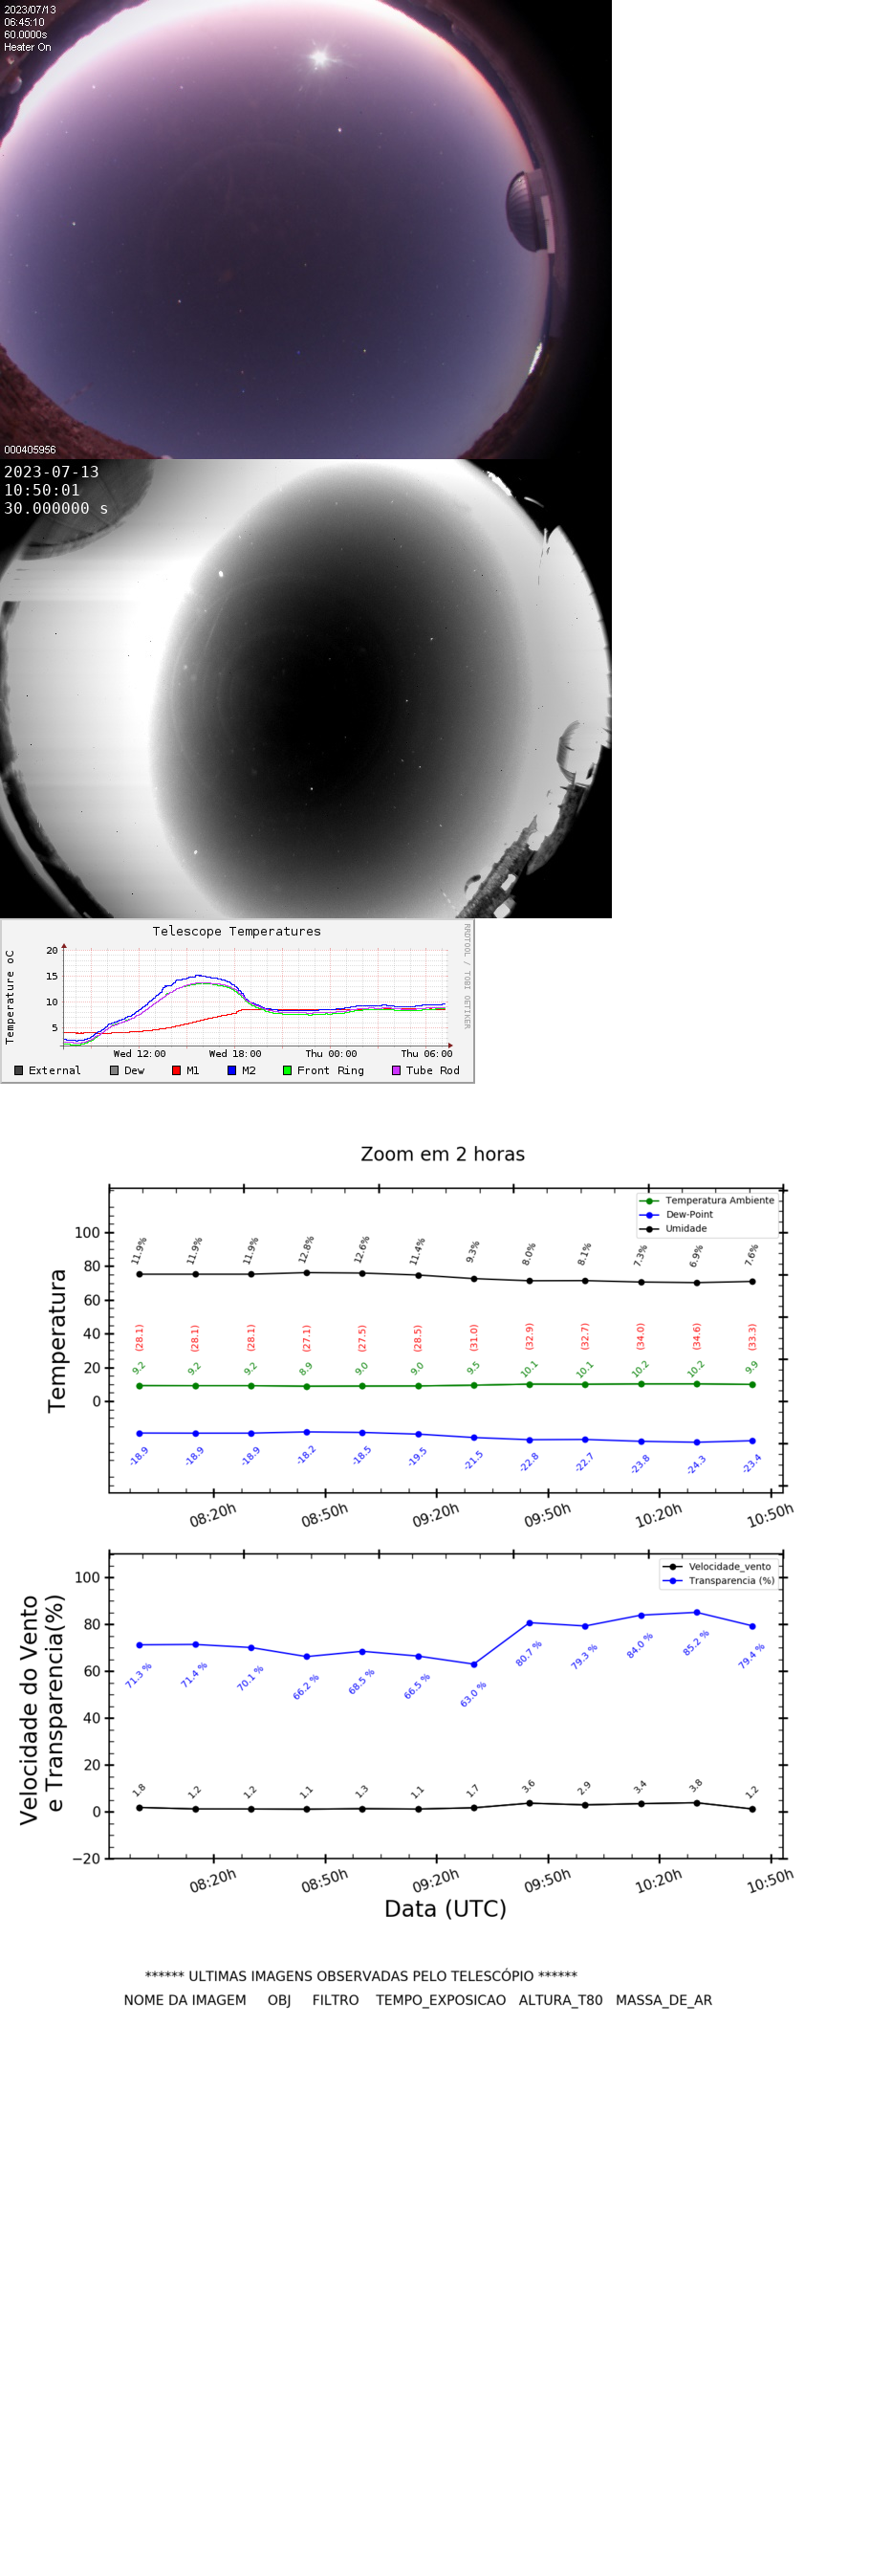 2023/07/13
06:45:10
60.0000s
Heater On
000405956
2023-07-13
10:50:01
30.000000 s
Telescope Temperatures
RRDTOOL / TOBI OETIKER
Temperature oC
20
15
10
5
Wed 12:00 Wed 18:00 Thu 00:00 Thu 06:00
External Dew M1 M2 Front Ring Tube Rod
Zoom em 2 horas
Temperatura
Temperatura Ambiente
Dew-Point
Umidade
100
80
60
40
20
0
11.9% 11.9% 11.9% 12.8% 12.6% 11.4% 9.3% 8.0% 8.1% 7.3% 6.9% 7.6%
(28.1) (28.1) (28.1) (27.1) (27.5) (28.5) (31.0) (32.9) (32.7) (34.0) (34.6) (33.3)
9.2 9.2 9.2 8.9 9.0 9.0 9.5 10.1 10.1 10.2 10.2 9.9
-18.9 -18.9 -18.9 -18.2 -18.5 -19.5 -21.5 -22.8 -22.7 -23.8 -24.3 -23.4
08:20h 08:50h 09:20h 09:50h 10:20h 10:50h
Velocidade do Vento
e Transparencia(%)
Velocidade_vento
Transparencia (%)
100
80
60
40
20
0
−20
71.3 % 71.4 % 70.1 % 66.2 % 68.5 % 66.5 % 63.0 % 80.7 % 79.3 % 84.0 % 85.2 % 79.4 %
1.8 1.2 1.2 1.1 1.3 1.1 1.7 3.6 2.9 3.4 3.8 1.2
08:20h 08:50h 09:20h 09:50h 10:20h 10:50h
Data (UTC)
****** ULTIMAS IMAGENS OBSERVADAS PELO TELESCÓPIO ******
NOME DA IMAGEM OBJ FILTRO TEMPO_EXPOSICAO ALTURA_T80 MASSA_DE_AR